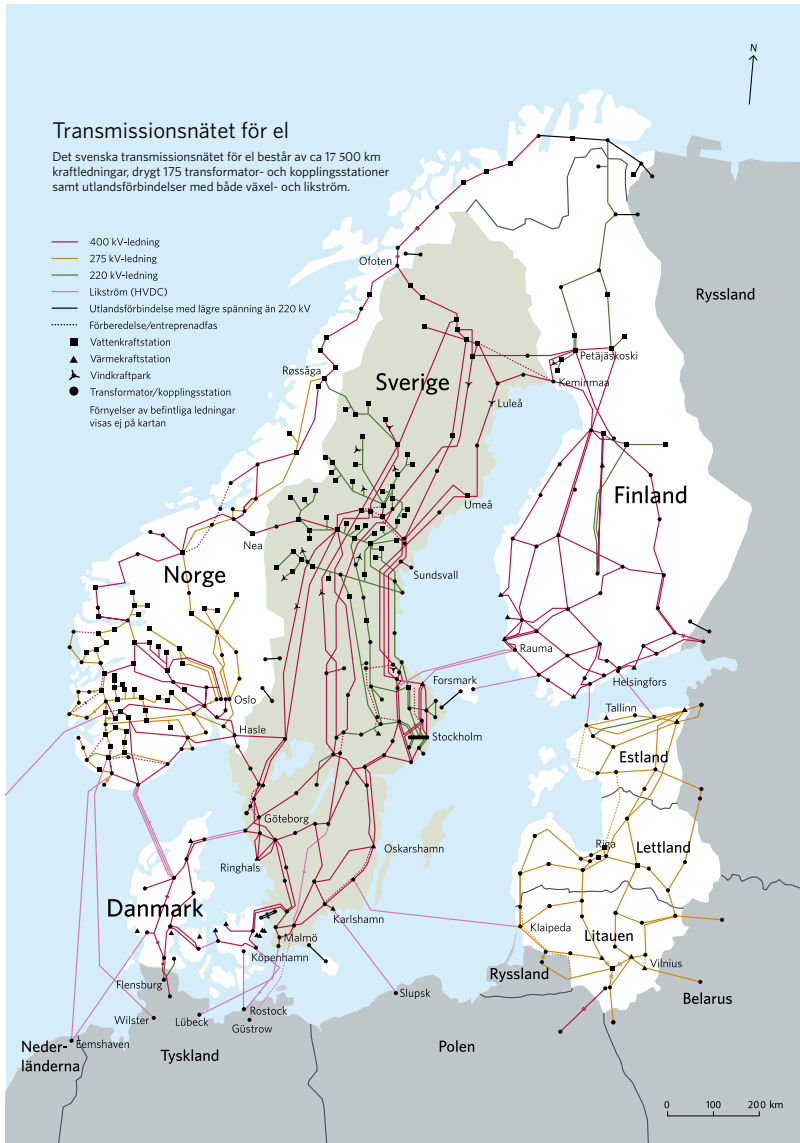 N
Transmissionsnätet för el
Det svenska transmissionsnätet för el består av ca 17 500 km
kraftledningar, drygt 175 transformator- och kopplingsstationer
samt utlandsförbindelser med både växel- och likström.
400 kV-ledning
275 kV-ledning
220 kV-ledning
Likström (HVDC)
Utlandsförbindelse med lägre spänning än 220 kV
Förberedelse/entreprenadfas
Vattenkraftstation
Värmekraftstation
Vindkraftpark
Transformator/kopplingsstation
Förnyelser av befintliga ledningar
visas ej på kartan
Ofoten
Ryssland
Røssåga
Petäjäskoski
Sverige
Keminmaa
Luleå
Finland
Umeå
Nea
Norge
Sundsvall
Rauma
Forsmark
Helsingfors
Oslo
Tallinn
Hasle
Stockholm
Estland
Göteborg
Riga
Lettland
Oskarshamn
Ringhals
Danmark
Karlshamn
Klaipeda
Litauen
Malmö
Köpenhamn
Vilnius
Ryssland
Flensburg
Slupsk
Belarus
Rostock
Wilster
Lübeck
Güstrow
Eemshaven
Neder-
länderna
Tyskland
Polen
0 100 200 km